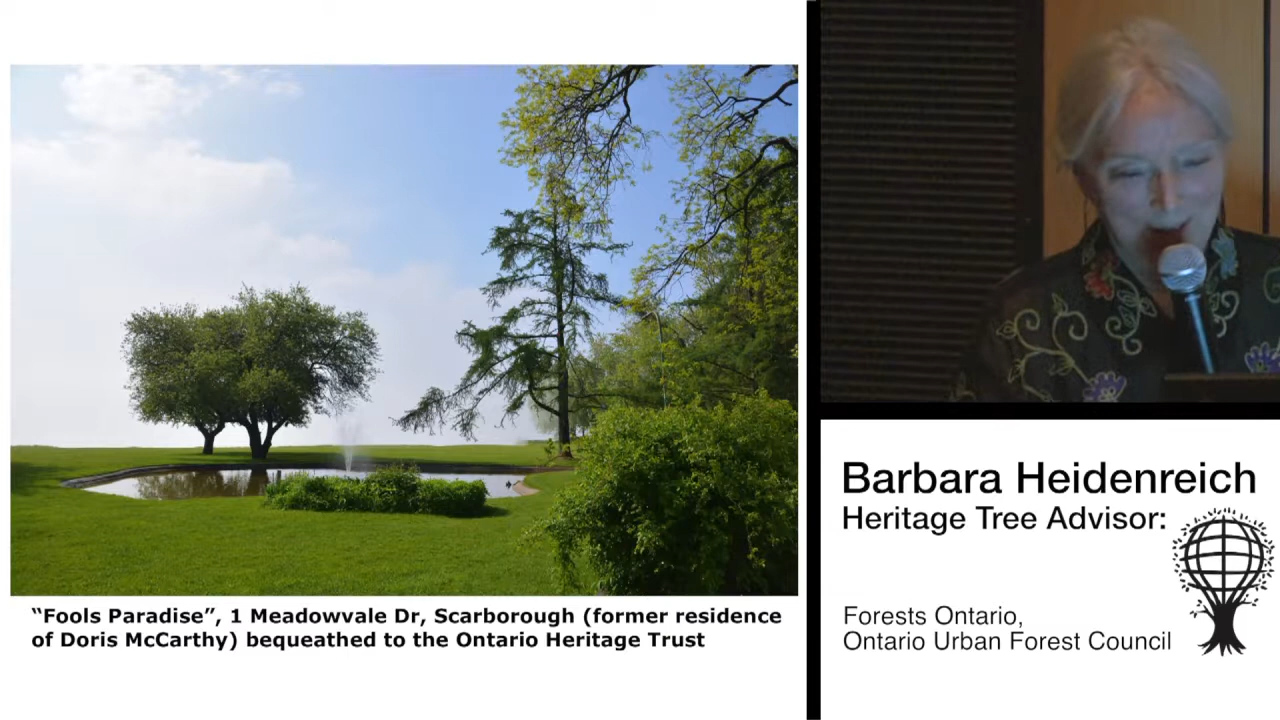 “Fools Paradise”, 1 Meadowvale Dr, Scarborough (former residence
of Doris McCarthy) bequeathed to the Ontario Heritage Trust
Barbara Heidenreich
Heritage Tree Advisor:
Forests Ontario,
Ontario Urban Forest Council